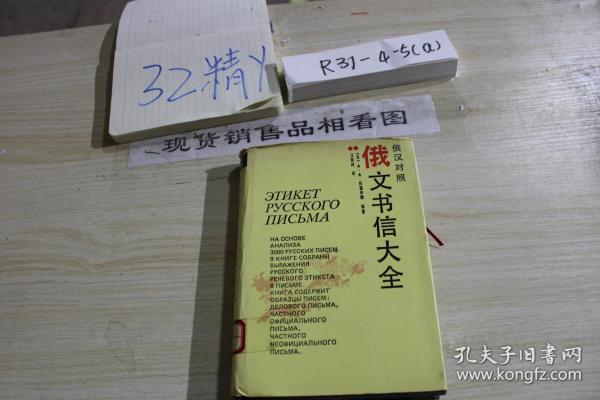 32精Y
R31-4-5(a)
现货销售品相看图
俄汉对照
俄文书信大全
ЭТИКЕТ
РУССКОГО
ПИСЬМА
НА ОСНОВЕ
АНАЛИЗА
3000 РУССКИХ ПИСЕМ
В КНИГЕ СОБРАНЫ
ВЫРАЖЕНИЯ
РУССКОГО
РЕЧЕВОГО ЭТИКЕТА
В ПИСЬМЕ.
КНИГА СОДЕРЖИТ
ОБРАЗЦЫ ПИСЕМ:
ДЕЛОВОГО ПИСЬМА,
ЧАСТНОГО
ОФИЦИАЛЬНОГО
ПИСЬМА,
ЧАСТНОГО
НЕОФИЦИАЛЬНОГО
ПИСЬМА.
孔夫子旧书网
www.kongfz.com